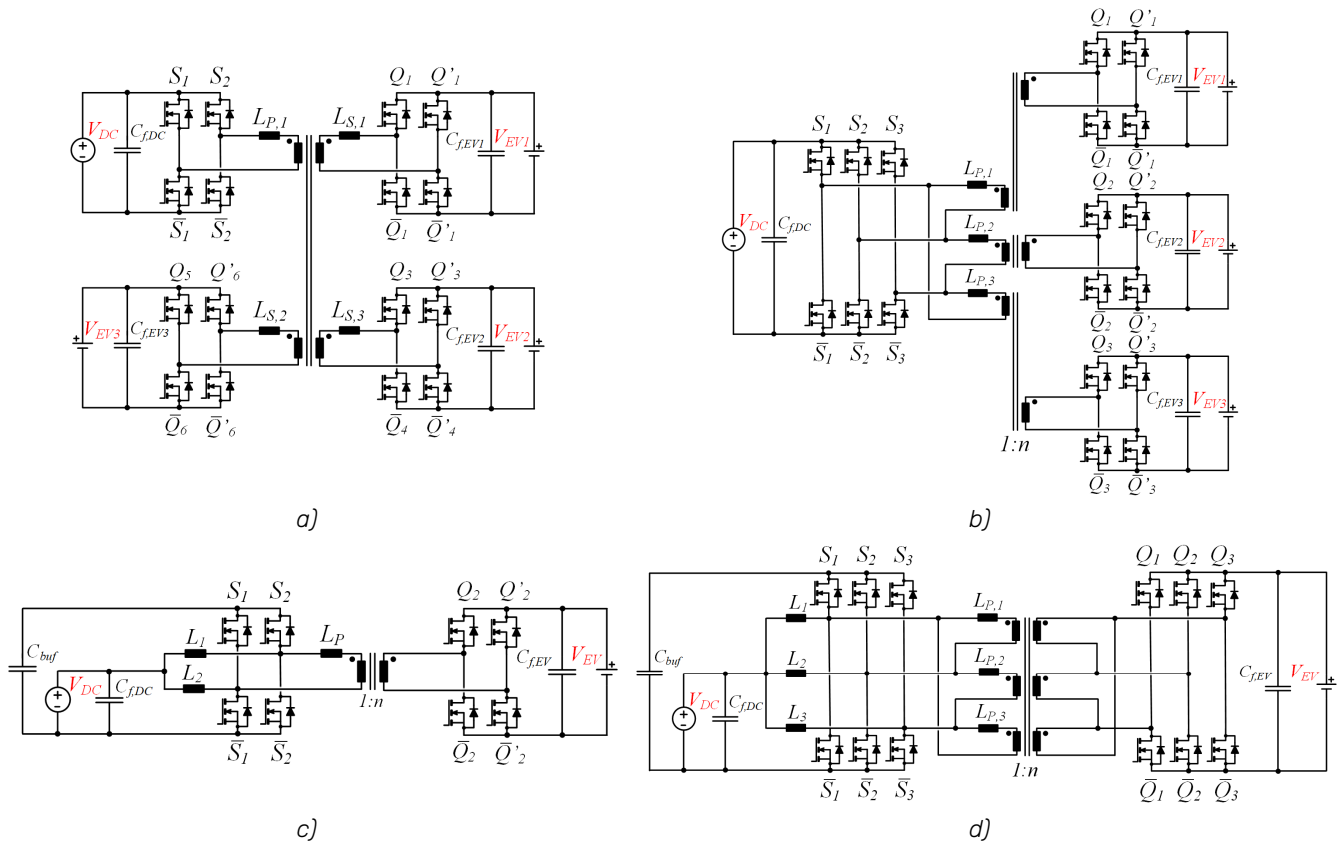 S1 S2
Q1 Q'1
VDC Cf,DC LP,1 LS,1 Cf,EV1 VEV1
S̅1 S̅2
Q̅1 Q̅'1
Q5 Q'6
Q3 Q'3
VEV3 Cf,EV3 LS,2 LS,3 Cf,EV2 VEV2
Q̅6 Q̅'6
Q̅4 Q̅'4
a)
Q1 Q'1
Cf,EV1 VEV1
Q̅1 Q̅'1
S1 S2 S3
Q2 Q'2
LP,1
VDC Cf,DC LP,2 Cf,EV2 VEV2
LP,3
Q̅2 Q̅'2
S̅1 S̅2 S̅3
Q3 Q'3
Cf,EV3 VEV3
1:n
Q̅3 Q̅'3
b)
S1 S2
Q2 Q'2
Cbuf L1 LP Cf,EV VEV
VDC Cf,DC L2
1:n
S̅1 S̅2
Q̅2 Q̅'2
c)
S1 S2 S3
Q1 Q2 Q3
L1 LP,1
Cbuf L2 LP,2 Cf,EV VEV
VDC Cf,DC L3 LP,3
1:n
S̅1 S̅2 S̅3
Q̅1 Q̅2 Q̅3
d)